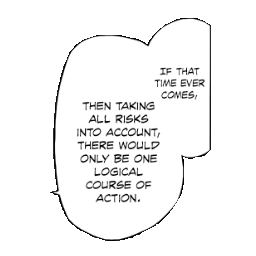 IF THAT
TIME EVER
COMES,
THEN TAKING
ALL RISKS
INTO ACCOUNT,
THERE WOULD
ONLY BE ONE
LOGICAL
COURSE OF
ACTION.